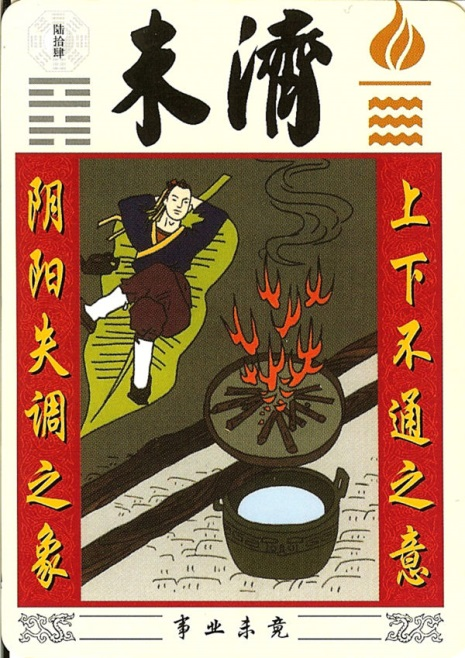 陆拾肆
未濟
上下不通之意
阴阳失调之象
事业未竟